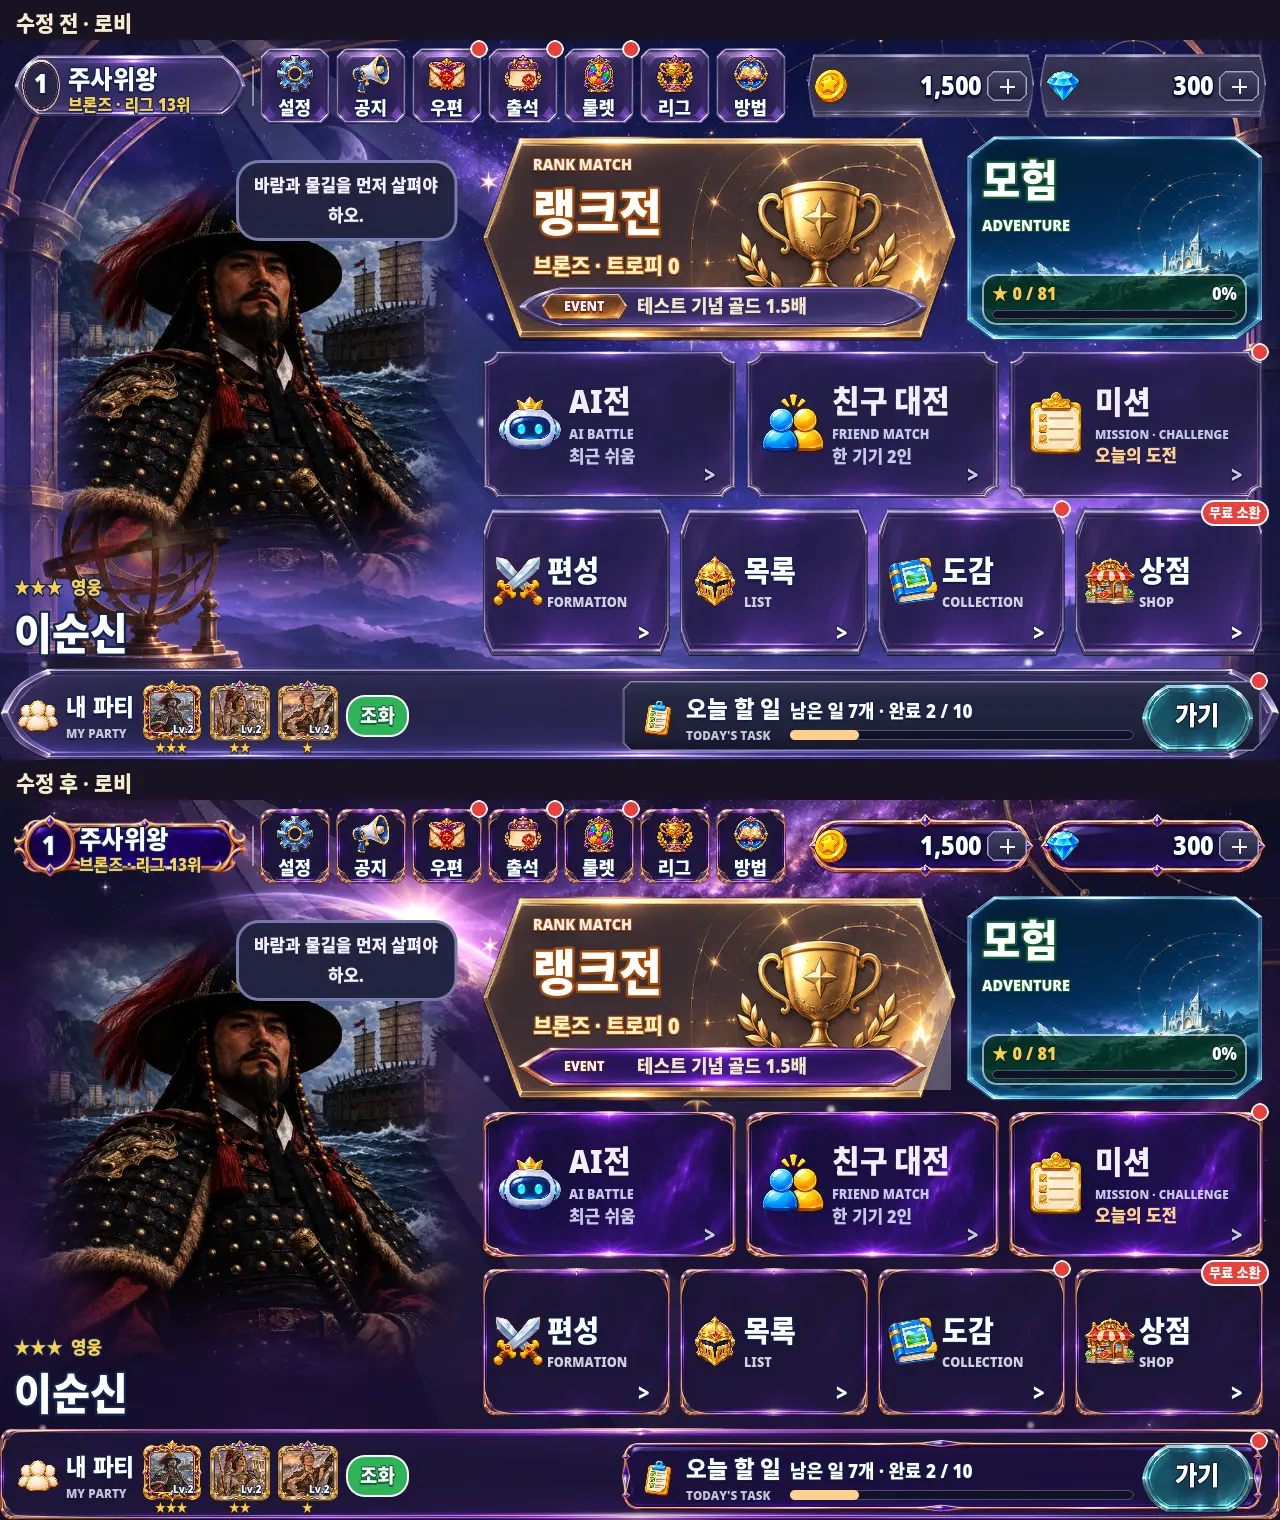 수정 전 · 로비
1
주사위왕
브론즈 · 리그 13위
설정
공지
우편
출석
룰렛
리그
방법
1,500
+
300
+
바람과 물길을 먼저 살펴야
하오.
RANK MATCH
랭크전
브론즈 · 트로피 0
EVENT 테스트 기념 골드 1.5배
모험
ADVENTURE
★ 0 / 81 0%
AI전
AI BATTLE
최근 쉬움
>
친구 대전
FRIEND MATCH
한 기기 2인
>
미션
MISSION · CHALLENGE
오늘의 도전
>
편성
FORMATION
>
목록
LIST
>
도감
COLLECTION
>
무료 소환
상점
SHOP
>
★★★ 영웅
이순신
내 파티
MY PARTY
Lv.2
★★★
Lv.2
★★
Lv.2
★
조화
오늘 할 일 남은 일 7개 · 완료 2 / 10
TODAY'S TASK
가기
수정 후 · 로비
1
주사위왕
브론즈 · 리그 13위
설정
공지
우편
출석
룰렛
리그
방법
1,500
+
300
+
바람과 물길을 먼저 살펴야
하오.
RANK MATCH
랭크전
브론즈 · 트로피 0
EVENT 테스트 기념 골드 1.5배
모험
ADVENTURE
★ 0 / 81 0%
AI전
AI BATTLE
최근 쉬움
>
친구 대전
FRIEND MATCH
한 기기 2인
>
미션
MISSION · CHALLENGE
오늘의 도전
>
편성
FORMATION
>
목록
LIST
>
도감
COLLECTION
>
무료 소환
상점
SHOP
>
★★★ 영웅
이순신
내 파티
MY PARTY
Lv.2
★★★
Lv.2
★★
Lv.2
★
조화
오늘 할 일 남은 일 7개 · 완료 2 / 10
TODAY'S TASK
가기